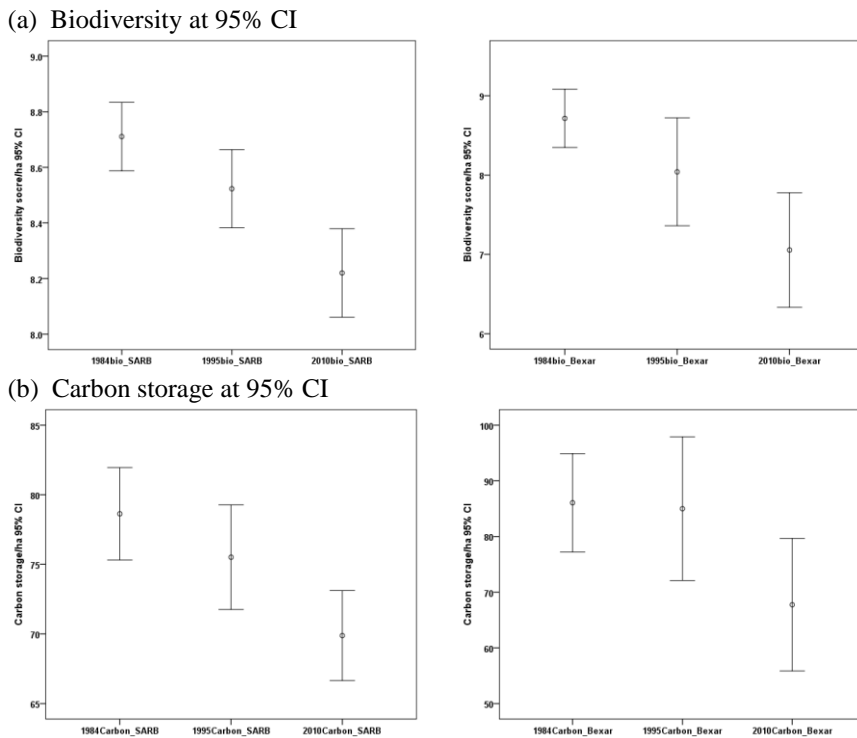 (a) Biodiversity at 95% CI
Biodiversity socre/ha 95% CI
9.0
8.8
8.6
8.4
8.2
8.0
1984bio_SARB 1995bio_SARB 2010bio_SARB
Biodiversity score/ha 95% CI
9
8
7
6
1984bio_Bexar 1995bio_Bexar 2010bio_Bexar
(b) Carbon storage at 95% CI
Carbon storage/ha 95% CI
85
80
75
70
65
1984Carbon_SARB 1995Carbon_SARB 2010Carbon_SARB
Carbon storage/ha 95% CI
100
90
80
70
60
50
1984Carbon_Bexar 1995Carbon_Bexar 2010Carbon_Bexar